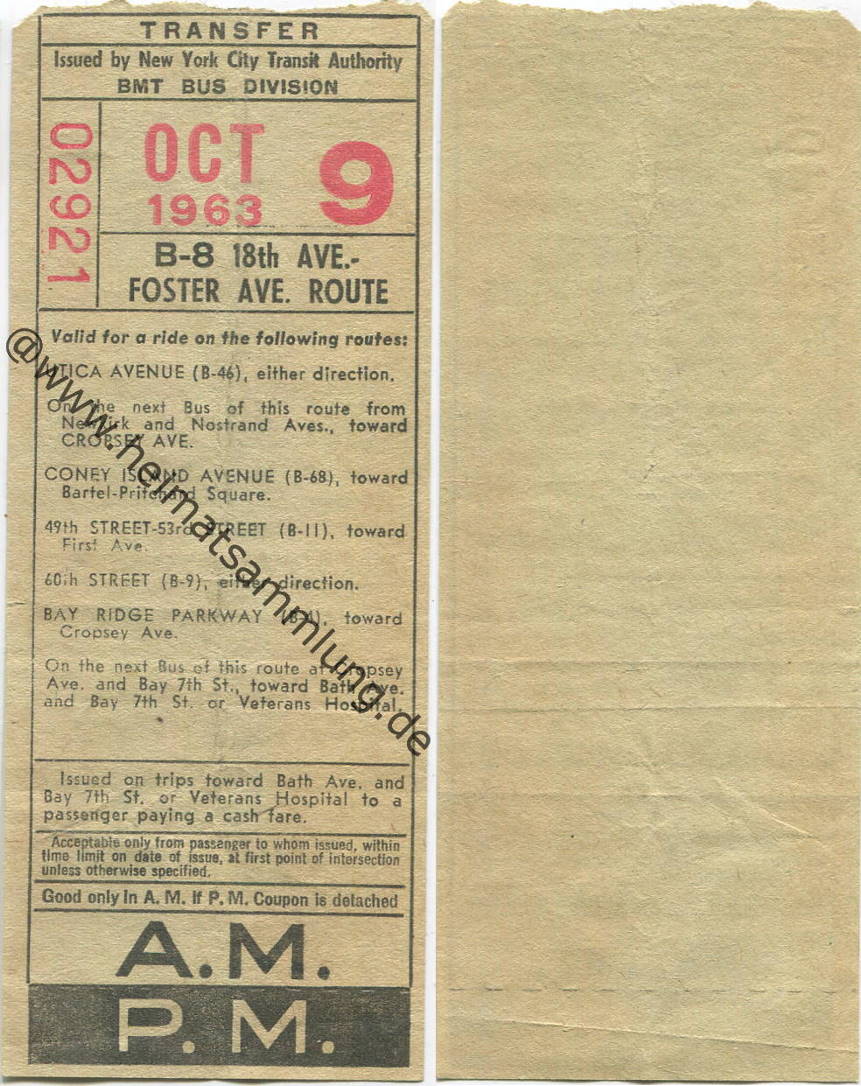 TRANSFER
Issued by New York City Transit Authority
BMT BUS DIVISION
02921
OCT 9
1963
B-8 18th AVE.-
FOSTER AVE. ROUTE
Valid for a ride on the following routes:
UTICA AVENUE (B-46), either direction.
On the next Bus of this route from
Newkirk and Nostrand Aves., toward
CROPSEY AVE.
CONEY ISLAND AVENUE (B-68), toward
Bartel-Pritchard Square.
49th STREET-53rd STREET (B-11), toward
First Ave.
60th STREET (B-9), either direction.
BAY RIDGE PARKWAY (B-4), toward
Cropsey Ave.
On the next Bus of this route at Cropsey
Ave. and Bay 7th St., toward Bath Ave.
and Bay 7th St. or Veterans Hospital.
Issued on trips toward Bath Ave. and
Bay 7th St. or Veterans Hospital to a
passenger paying a cash fare.
Acceptable only from passenger to whom issued, within
time limit on date of issue, at first point of intersection
unless otherwise specified.
Good only in A. M. if P. M. Coupon is detached
A.M.
P.M.
@www.heimatsammlung.de